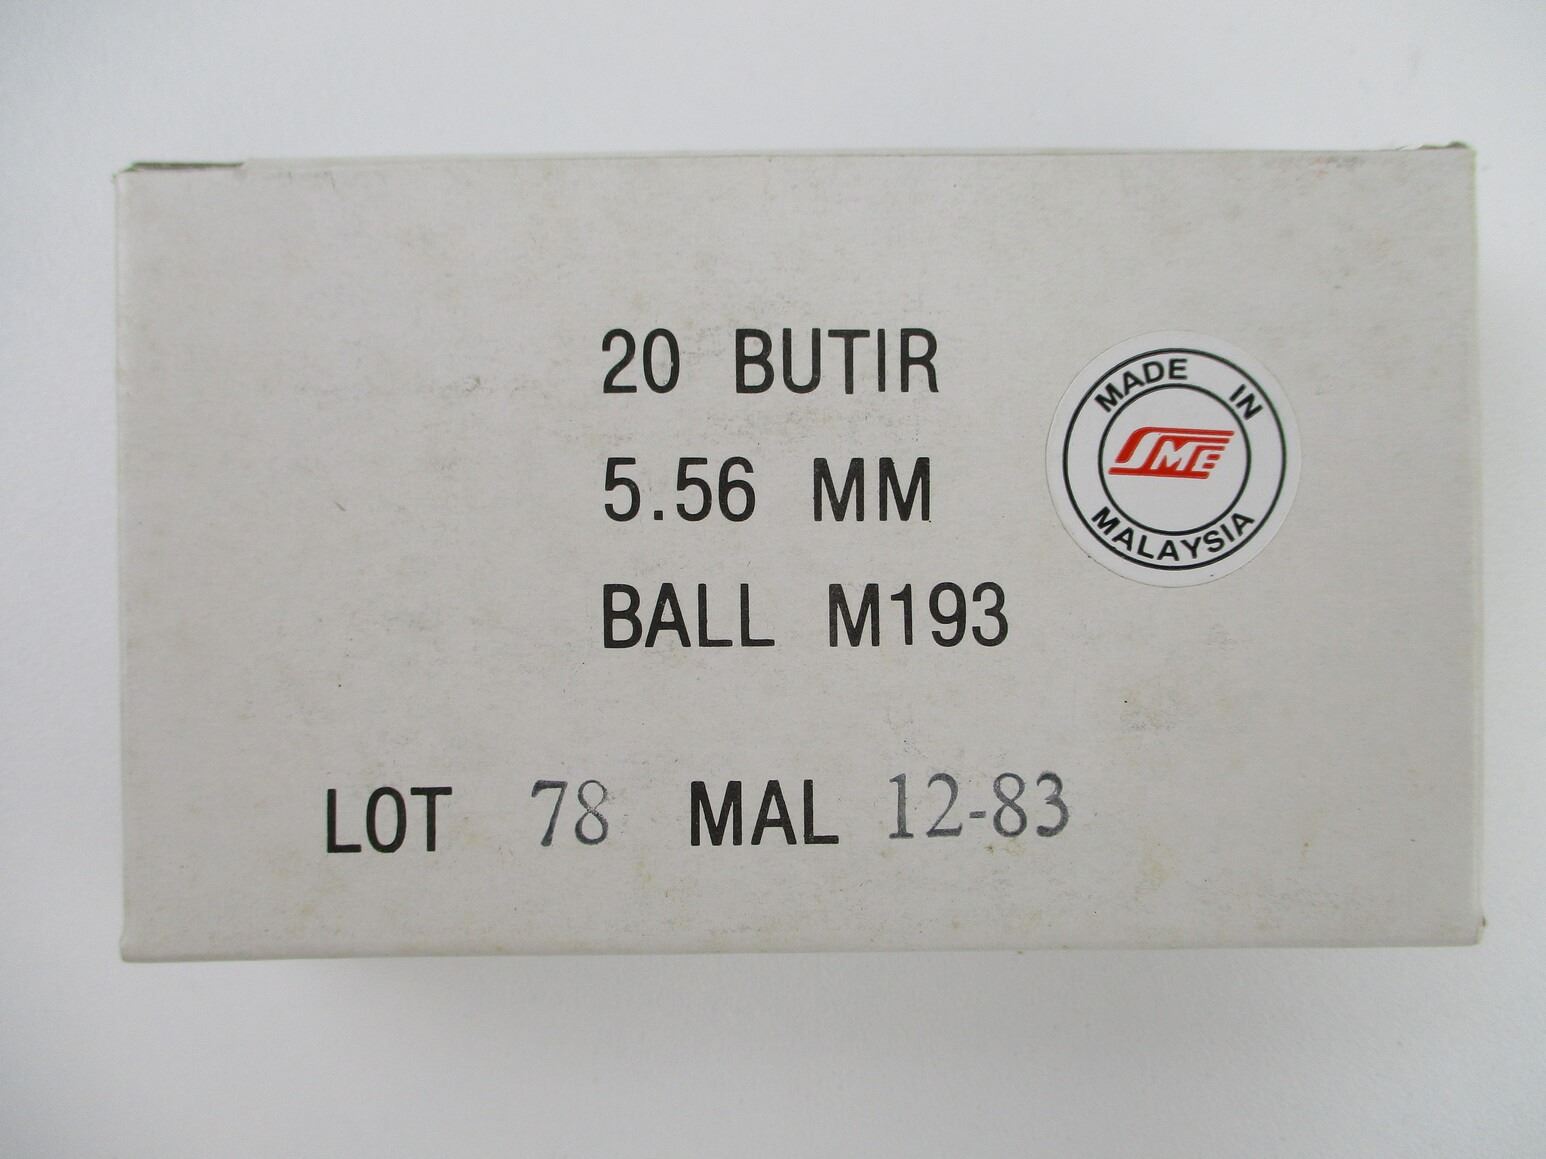 20 BUTIR
5.56 MM
BALL M193
MADE IN
SME
MALAYSIA
LOT 78 MAL 12-83